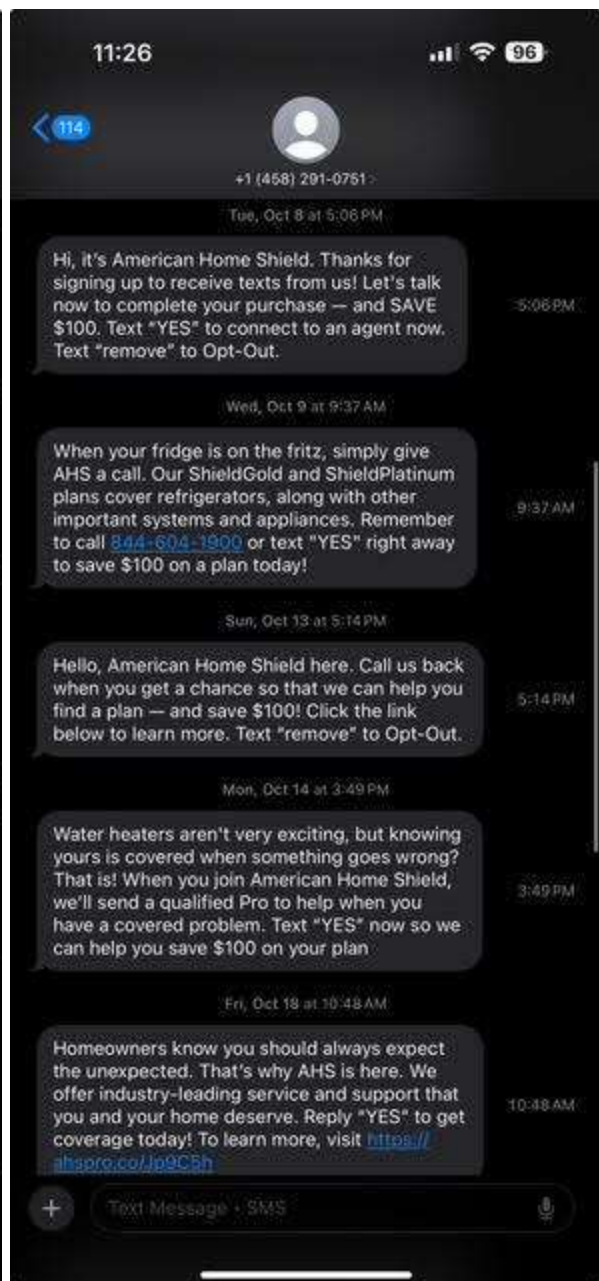 11:26
96
114
+1 (458) 291-0751 >
Tue, Oct 8 at 5:06 PM
Hi, it's American Home Shield. Thanks for
signing up to receive texts from us! Let's talk
now to complete your purchase — and SAVE
$100. Text "YES" to connect to an agent now.
Text "remove" to Opt-Out.
5:06 PM
Wed, Oct 9 at 9:37 AM
When your fridge is on the fritz, simply give
AHS a call. Our ShieldGold and ShieldPlatinum
plans cover refrigerators, along with other
important systems and appliances. Remember
to call 844-604-1900 or text "YES" right away
to save $100 on a plan today!
9:37 AM
Sun, Oct 13 at 5:14 PM
Hello, American Home Shield here. Call us back
when you get a chance so that we can help you
find a plan — and save $100! Click the link
below to learn more. Text "remove" to Opt-Out.
5:14 PM
Mon, Oct 14 at 3:49 PM
Water heaters aren't very exciting, but knowing
yours is covered when something goes wrong?
That is! When you join American Home Shield,
we'll send a qualified Pro to help when you
have a covered problem. Text "YES" now so we
can help you save $100 on your plan
3:49 PM
Fri, Oct 18 at 10:48 AM
Homeowners know you should always expect
the unexpected. That's why AHS is here. We
offer industry-leading service and support that
you and your home deserve. Reply "YES" to get
coverage today! To learn more, visit https://
ahspro.co/Jp9C5h
10:48 AM
Text Message • SMS